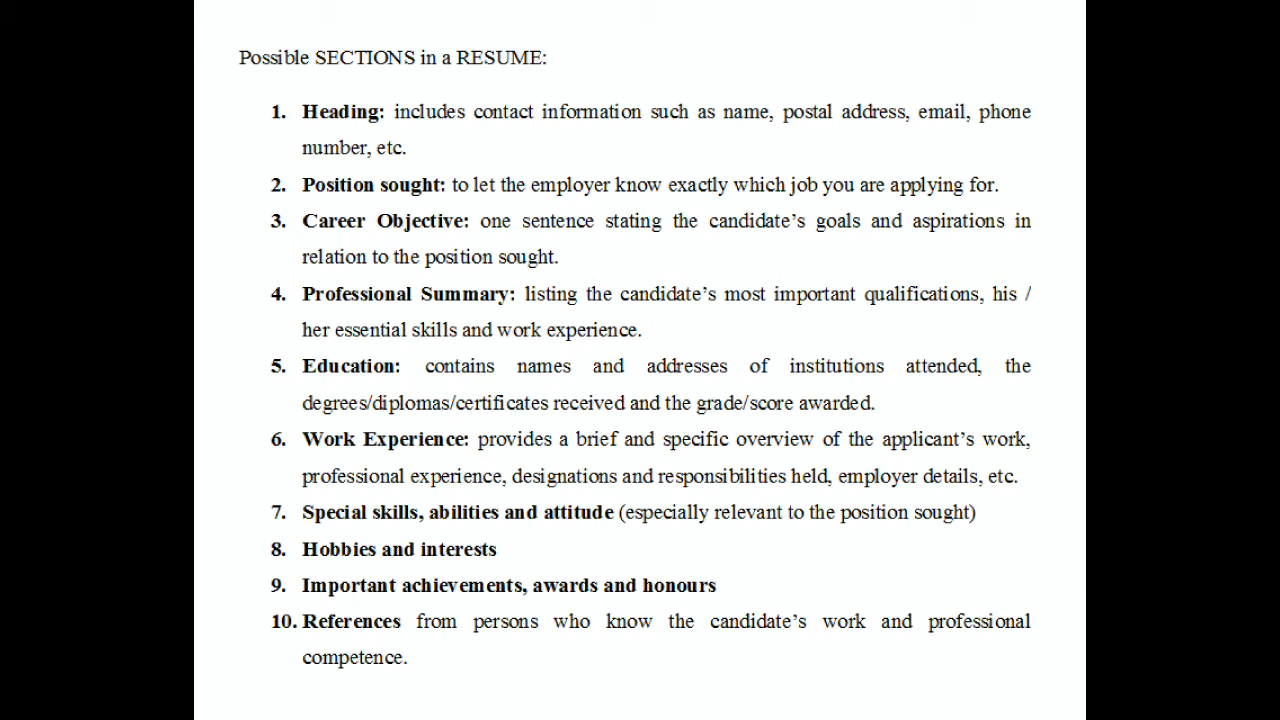 Possible SECTIONS in a RESUME:
1. Heading: includes contact information such as name, postal address, email, phone
number, etc.
2. Position sought: to let the employer know exactly which job you are applying for.
3. Career Objective: one sentence stating the candidate’s goals and aspirations in
relation to the position sought.
4. Professional Summary: listing the candidate’s most important qualifications, his /
her essential skills and work experience.
5. Education: contains names and addresses of institutions attended, the
degrees/diplomas/certificates received and the grade/score awarded.
6. Work Experience: provides a brief and specific overview of the applicant’s work,
professional experience, designations and responsibilities held, employer details, etc.
7. Special skills, abilities and attitude (especially relevant to the position sought)
8. Hobbies and interests
9. Important achievements, awards and honours
10. References from persons who know the candidate’s work and professional
competence.